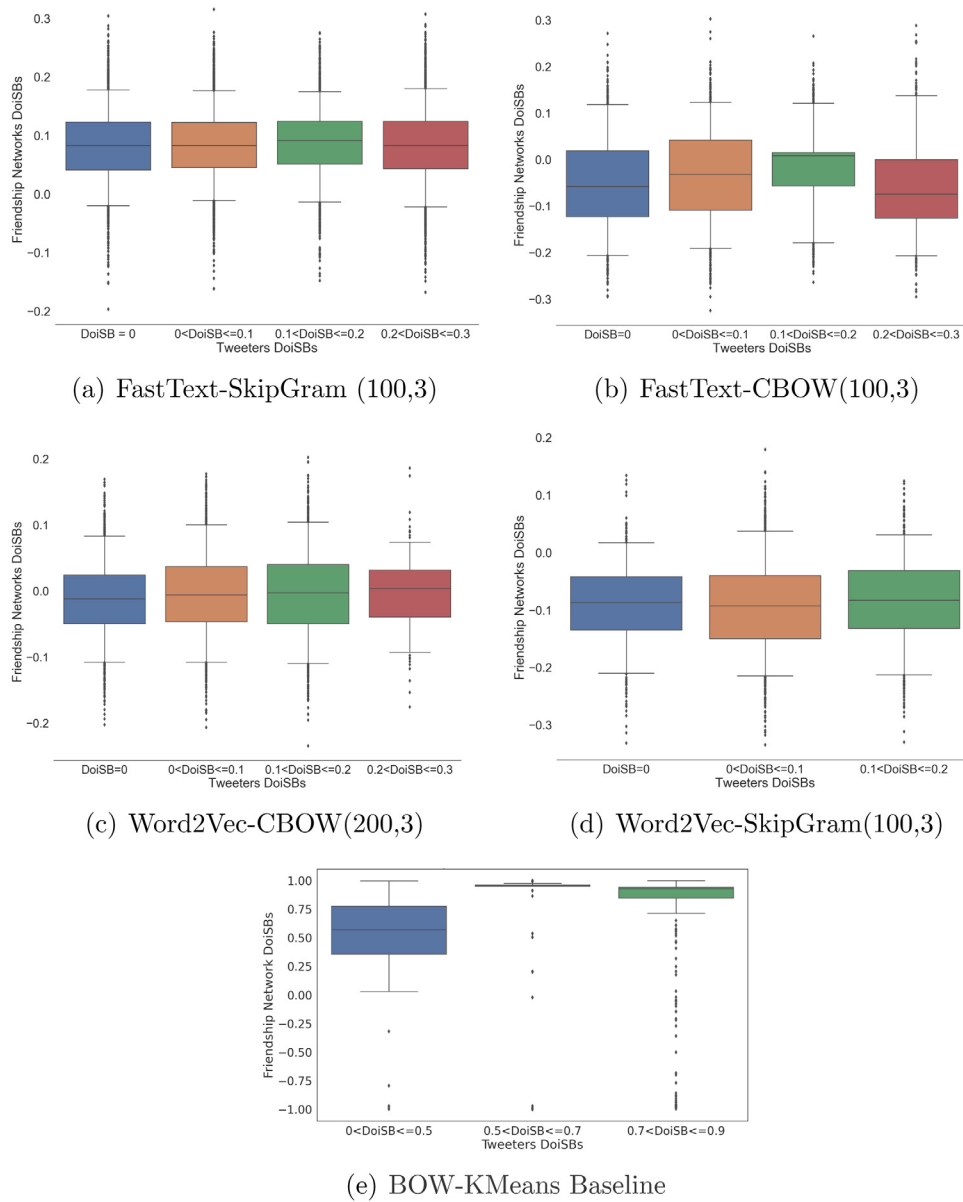 Friendship Networks DoiSBs
0.3
0.2
0.1
0.0
−0.1
−0.2
DoiSB = 0
0<DoiSB<=0.1
0.1<DoiSB<=0.2
0.2<DoiSB<=0.3
Tweeters DoiSBs
(a) FastText-SkipGram (100,3)
Friendship Networks DoiSBs
0.3
0.2
0.1
0.0
−0.1
−0.2
−0.3
DoiSB=0
0<DoiSB<=0.1
0.1<DoiSB<=0.2
0.2<DoiSB<=0.3
Tweeters DoiSBs
(b) FastText-CBOW(100,3)
Friendship Networks DoiSBs
0.2
0.1
0.0
−0.1
−0.2
DoiSB=0
0<DoiSB<=0.1
0.1<DoiSB<=0.2
0.2<DoiSB<=0.3
Tweeters DoiSBs
(c) Word2Vec-CBOW(200,3)
Friendship Networks DoiSBs
0.2
0.1
0.0
−0.1
−0.2
−0.3
DoiSB=0
0<DoiSB<=0.1
0.1<DoiSB<=0.2
Tweeters DoiSBs
(d) Word2Vec-SkipGram(100,3)
Friendship Network DoiSBs
1.00
0.75
0.50
0.25
0.00
−0.25
−0.50
−0.75
−1.00
0<DoiSB<=0.5
0.5<DoiSB<=0.7
0.7<DoiSB<=0.9
Tweeters DoiSBs
(e) BOW-KMeans Baseline